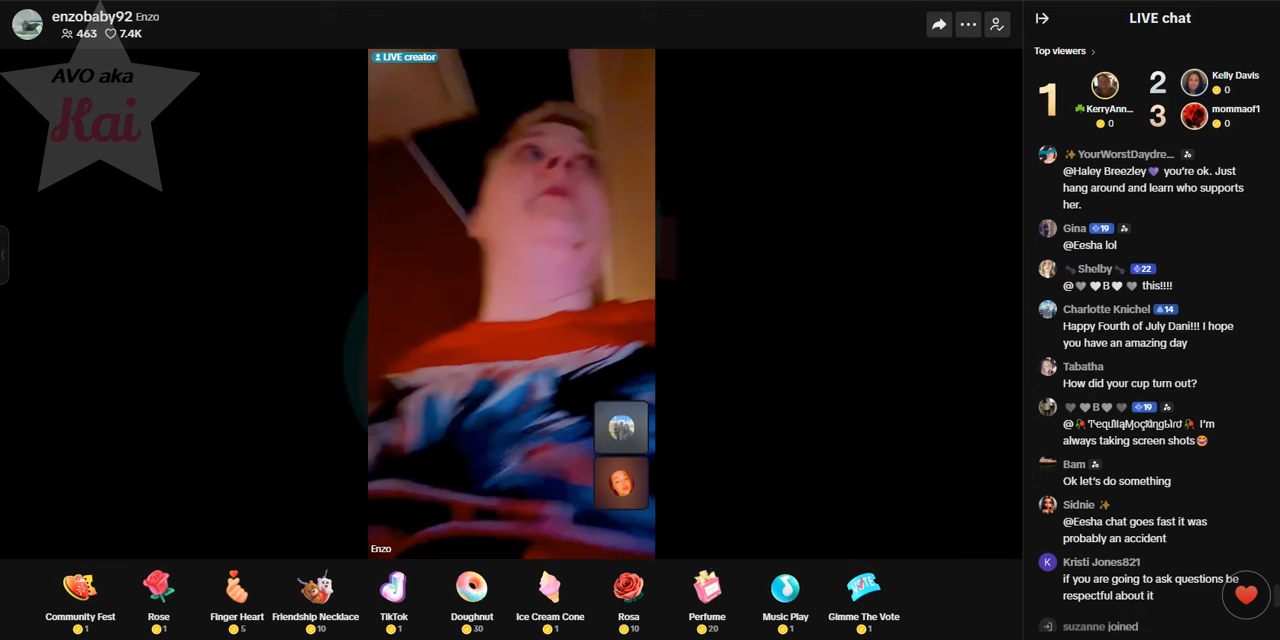 enzobaby92 Enzo
463 7.4K
AVO aka
Kai
LIVE creator
Enzo
Community Fest
1
Rose
1
Finger Heart
5
Friendship Necklace
10
TikTok
1
Doughnut
30
Ice Cream Cone
1
Rosa
10
Perfume
20
Music Play
1
Gimme The Vote
1
LIVE chat
Top viewers
1
KerryAnn...
0
2
Kelly Davis
0
3
mommaof1
0
YourWorstDaydre...
@Haley Breezley💜 you're ok. Just
hang around and learn who supports
her.
Gina 19
@Eesha lol
Shelby 22
@🖤🤍B🤍🖤 this!!!!
Charlotte Knichel 14
Happy Fourth of July Dani!!! I hope
you have an amazing day
Tabatha
How did your cup turn out?
🖤🤍B🤍🖤 19
I'm
always taking screen shots😂
Bam
Ok let's do something
Sidnie ✨
@Eesha chat goes fast it was
probably an accident
K
Kristi Jones821
if you are going to ask questions be
respectful about it
suzanne joined